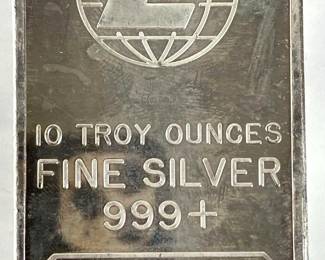 10 TROY OUNCES
FINE SILVER
999+